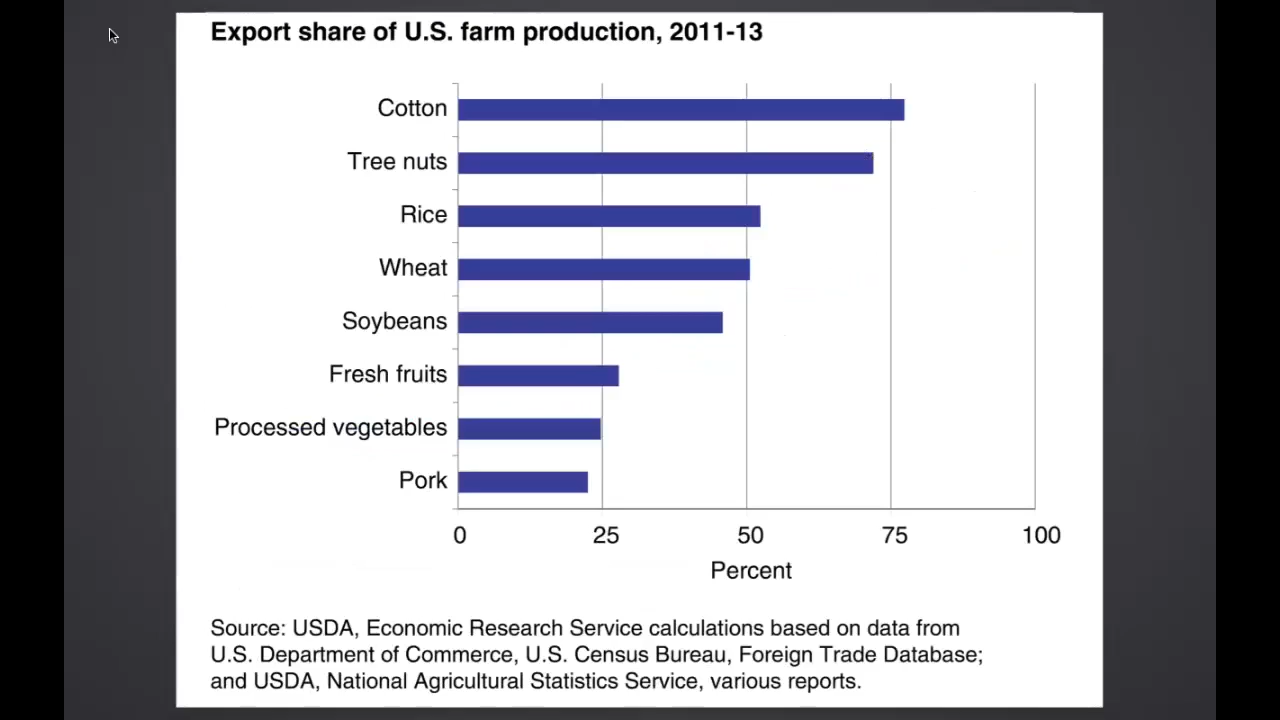 Export share of U.S. farm production, 2011-13
Cotton
Tree nuts
Rice
Wheat
Soybeans
Fresh fruits
Processed vegetables
Pork
0 25 50 75 100
Percent
Source: USDA, Economic Research Service calculations based on data from
U.S. Department of Commerce, U.S. Census Bureau, Foreign Trade Database;
and USDA, National Agricultural Statistics Service, various reports.